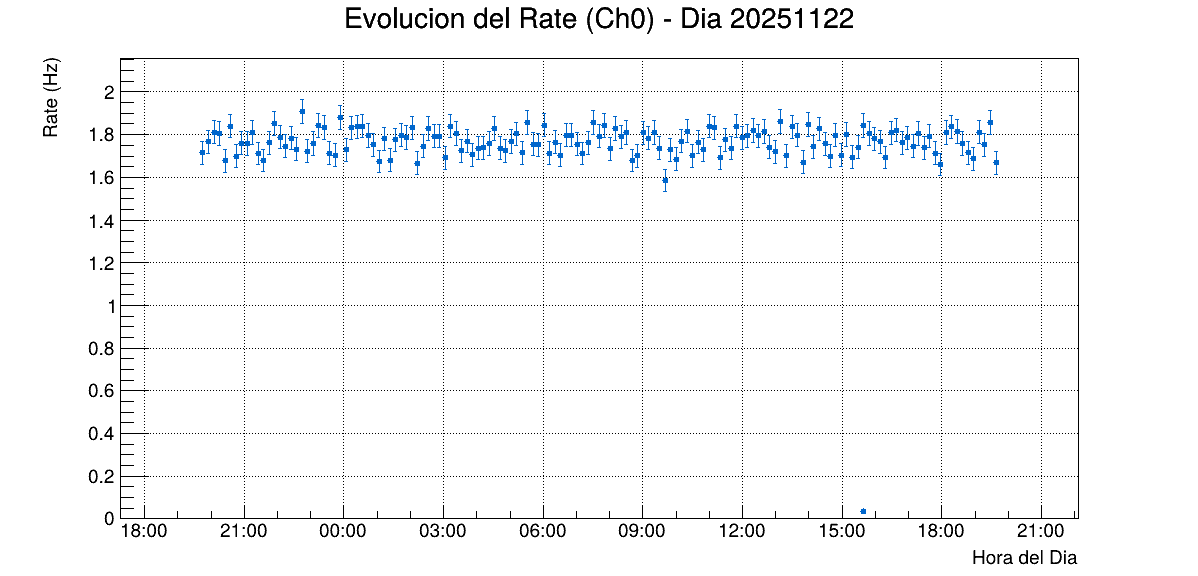 Evolucion del Rate (Ch0) - Dia 20251122
Rate (Hz)
2
1.8
1.6
1.4
1.2
1
0.8
0.6
0.4
0.2
0
18:00 21:00 00:00 03:00 06:00 09:00 12:00 15:00 18:00 21:00
Hora del Dia